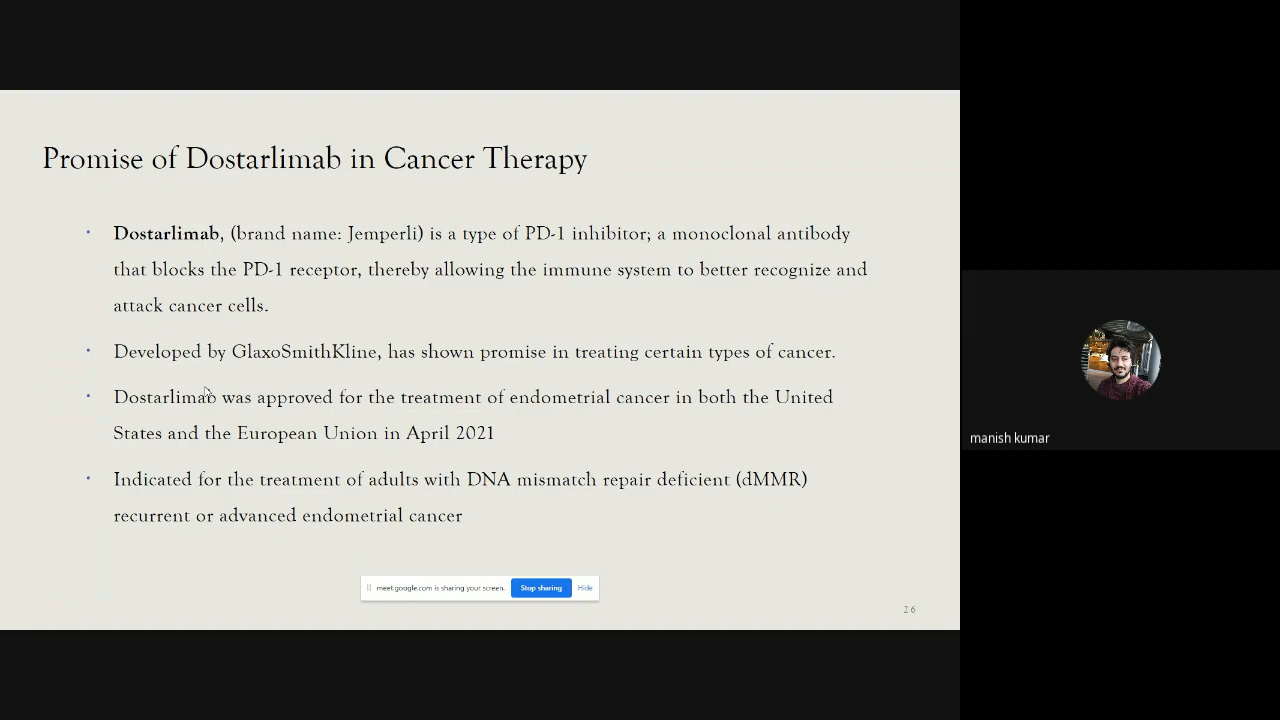 Promise of Dostarlimab in Cancer Therapy
• Dostarlimab, (brand name: Jemperli) is a type of PD-1 inhibitor; a monoclonal antibody
that blocks the PD-1 receptor, thereby allowing the immune system to better recognize and
attack cancer cells.
• Developed by GlaxoSmithKline, has shown promise in treating certain types of cancer.
• Dostarlimab was approved for the treatment of endometrial cancer in both the United
States and the European Union in April 2021
• Indicated for the treatment of adults with DNA mismatch repair deficient (dMMR)
recurrent or advanced endometrial cancer
meet.google.com is sharing your screen. Stop sharing Hide
26
manish kumar